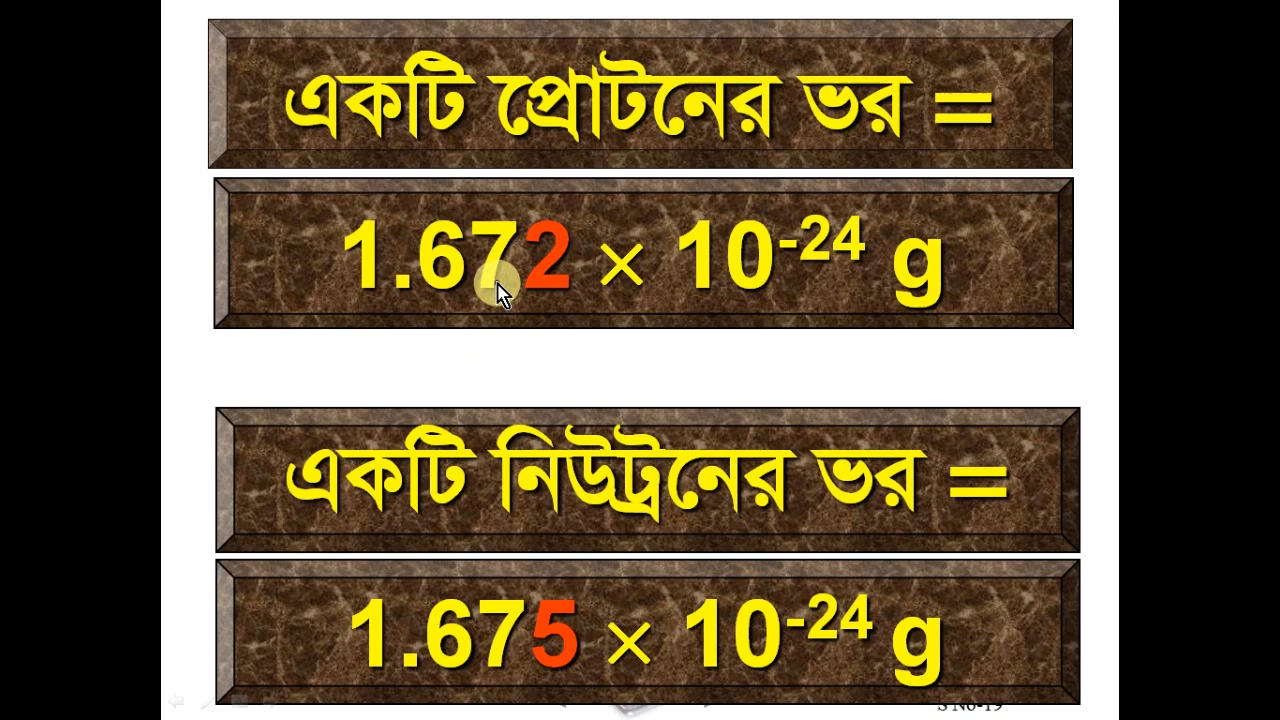 একটি প্রোটনের ভর =
1.672 × 10⁻²⁴ g
একটি নিউট্রনের ভর =
1.675 × 10⁻²⁴ g